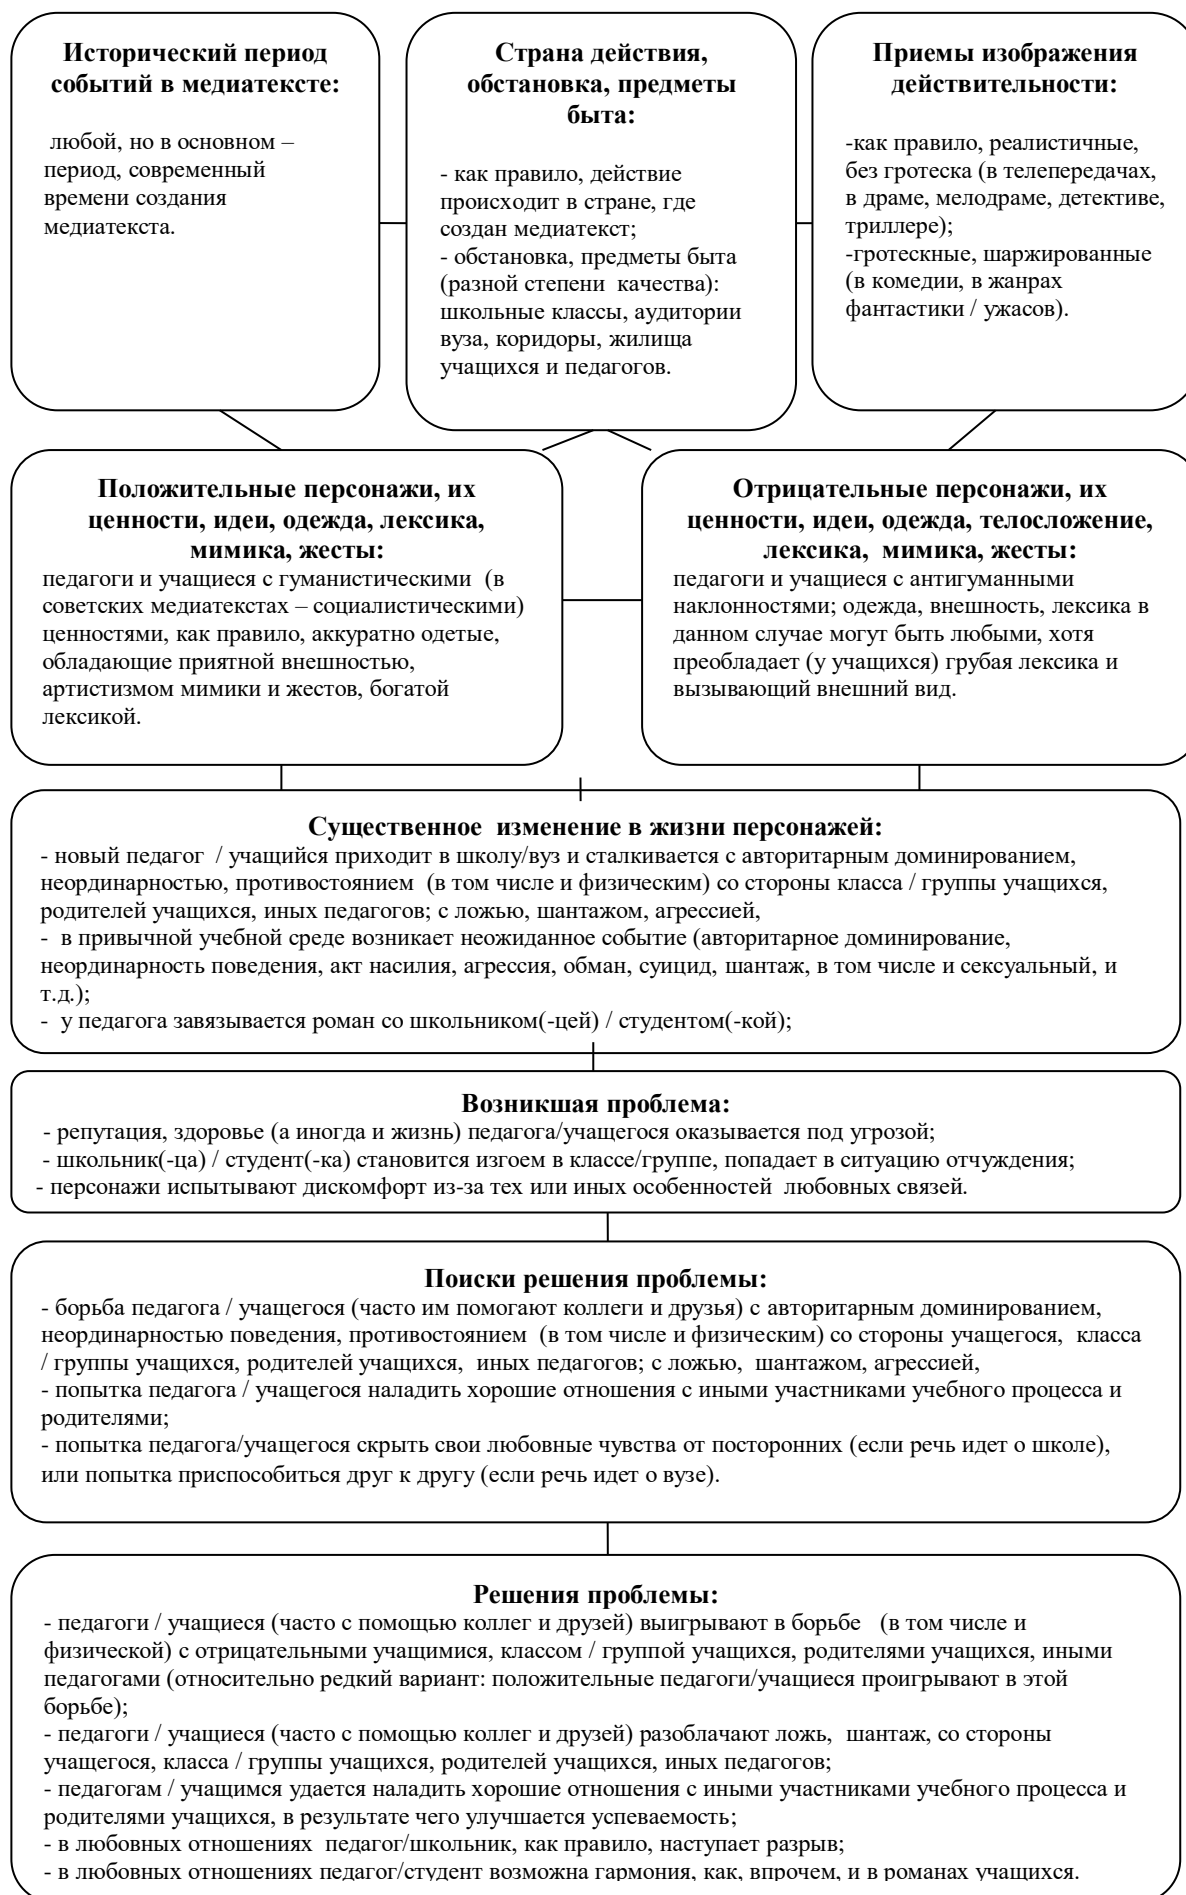 Исторический период
событий в медиатексте:
любой, но в основном –
период, современный
времени создания
медиатекста.
Страна действия,
обстановка, предметы
быта:
- как правило, действие
происходит в стране, где
создан медиатекст;
- обстановка, предметы быта
(разной степени качества):
школьные классы, аудитории
вуза, коридоры, жилища
учащихся и педагогов.
Приемы изображения
действительности:
-как правило, реалистичные,
без гротеска (в телепередачах,
в драме, мелодраме, детективе,
триллере);
-гротескные, шаржированные
(в комедии, в жанрах
фантастики / ужасов).
Положительные персонажи, их
ценности, идеи, одежда, лексика,
мимика, жесты:
педагоги и учащиеся с гуманистическими (в
советских медиатекстах – социалистическими)
ценностями, как правило, аккуратно одетые,
обладающие приятной внешностью,
артистизмом мимики и жестов, богатой
лексикой.
Отрицательные персонажи, их
ценности, идеи, одежда, телосложение,
лексика, мимика, жесты:
педагоги и учащиеся с антигуманными
наклонностями; одежда, внешность, лексика в
данном случае могут быть любыми, хотя
преобладает (у учащихся) грубая лексика и
вызывающий внешний вид.
Существенное изменение в жизни персонажей:
- новый педагог / учащийся приходит в школу/вуз и сталкивается с авторитарным доминированием,
неординарностью, противостоянием (в том числе и физическим) со стороны класса / группы учащихся,
родителей учащихся, иных педагогов; с ложью, шантажом, агрессией,
- в привычной учебной среде возникает неожиданное событие (авторитарное доминирование,
неординарность поведения, акт насилия, агрессия, обман, суицид, шантаж, в том числе и сексуальный, и
т.д.);
- у педагога завязывается роман со школьником(-цей) / студентом(-кой);
Возникшая проблема:
- репутация, здоровье (а иногда и жизнь) педагога/учащегося оказывается под угрозой;
- школьник(-ца) / студент(-ка) становится изгоем в классе/группе, попадает в ситуацию отчуждения;
- персонажи испытывают дискомфорт из-за тех или иных особенностей любовных связей.
Поиски решения проблемы:
- борьба педагога / учащегося (часто им помогают коллеги и друзья) с авторитарным доминированием,
неординарностью поведения, противостоянием (в том числе и физическим) со стороны учащегося, класса
/ группы учащихся, родителей учащихся, иных педагогов; с ложью, шантажом, агрессией,
- попытка педагога / учащегося наладить хорошие отношения с иными участниками учебного процесса и
родителями;
- попытка педагога/учащегося скрыть свои любовные чувства от посторонних (если речь идет о школе),
или попытка приспособиться друг к другу (если речь идет о вузе).
Решения проблемы:
- педагоги / учащиеся (часто с помощью коллег и друзей) выигрывают в борьбе (в том числе и
физической) с отрицательными учащимися, классом / группой учащихся, родителями учащихся, иными
педагогами (относительно редкий вариант: положительные педагоги/учащиеся проигрывают в этой
борьбе);
- педагоги / учащиеся (часто с помощью коллег и друзей) разоблачают ложь, шантаж, со стороны
учащегося, класса / группы учащихся, родителей учащихся, иных педагогов;
- педагогам / учащимся удается наладить хорошие отношения с иными участниками учебного процесса и
родителями учащихся, в результате чего улучшается успеваемость;
- в любовных отношениях педагог/школьник, как правило, наступает разрыв;
- в любовных отношениях педагог/студент возможна гармония, как, впрочем, и в романах учащихся.